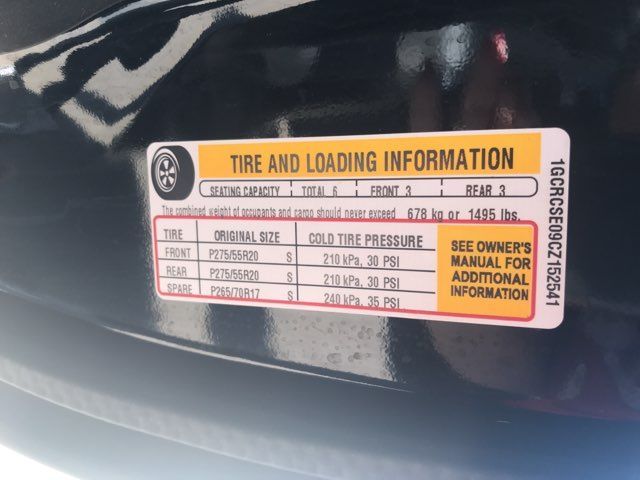 TIRE AND LOADING INFORMATION
SEATING CAPACITY TOTAL 6 FRONT 3 REAR 3
The combined weight of occupants and cargo should never exceed 678 kg or 1495 lbs.
TIRE ORIGINAL SIZE COLD TIRE PRESSURE
FRONT P275/55R20 S 210 kPa, 30 PSI
REAR P275/55R20 S 210 kPa, 30 PSI
SPARE P265/70R17 S 240 kPa, 35 PSI
SEE OWNER'S
MANUAL FOR
ADDITIONAL
INFORMATION
1GCRCSE09CZ152541